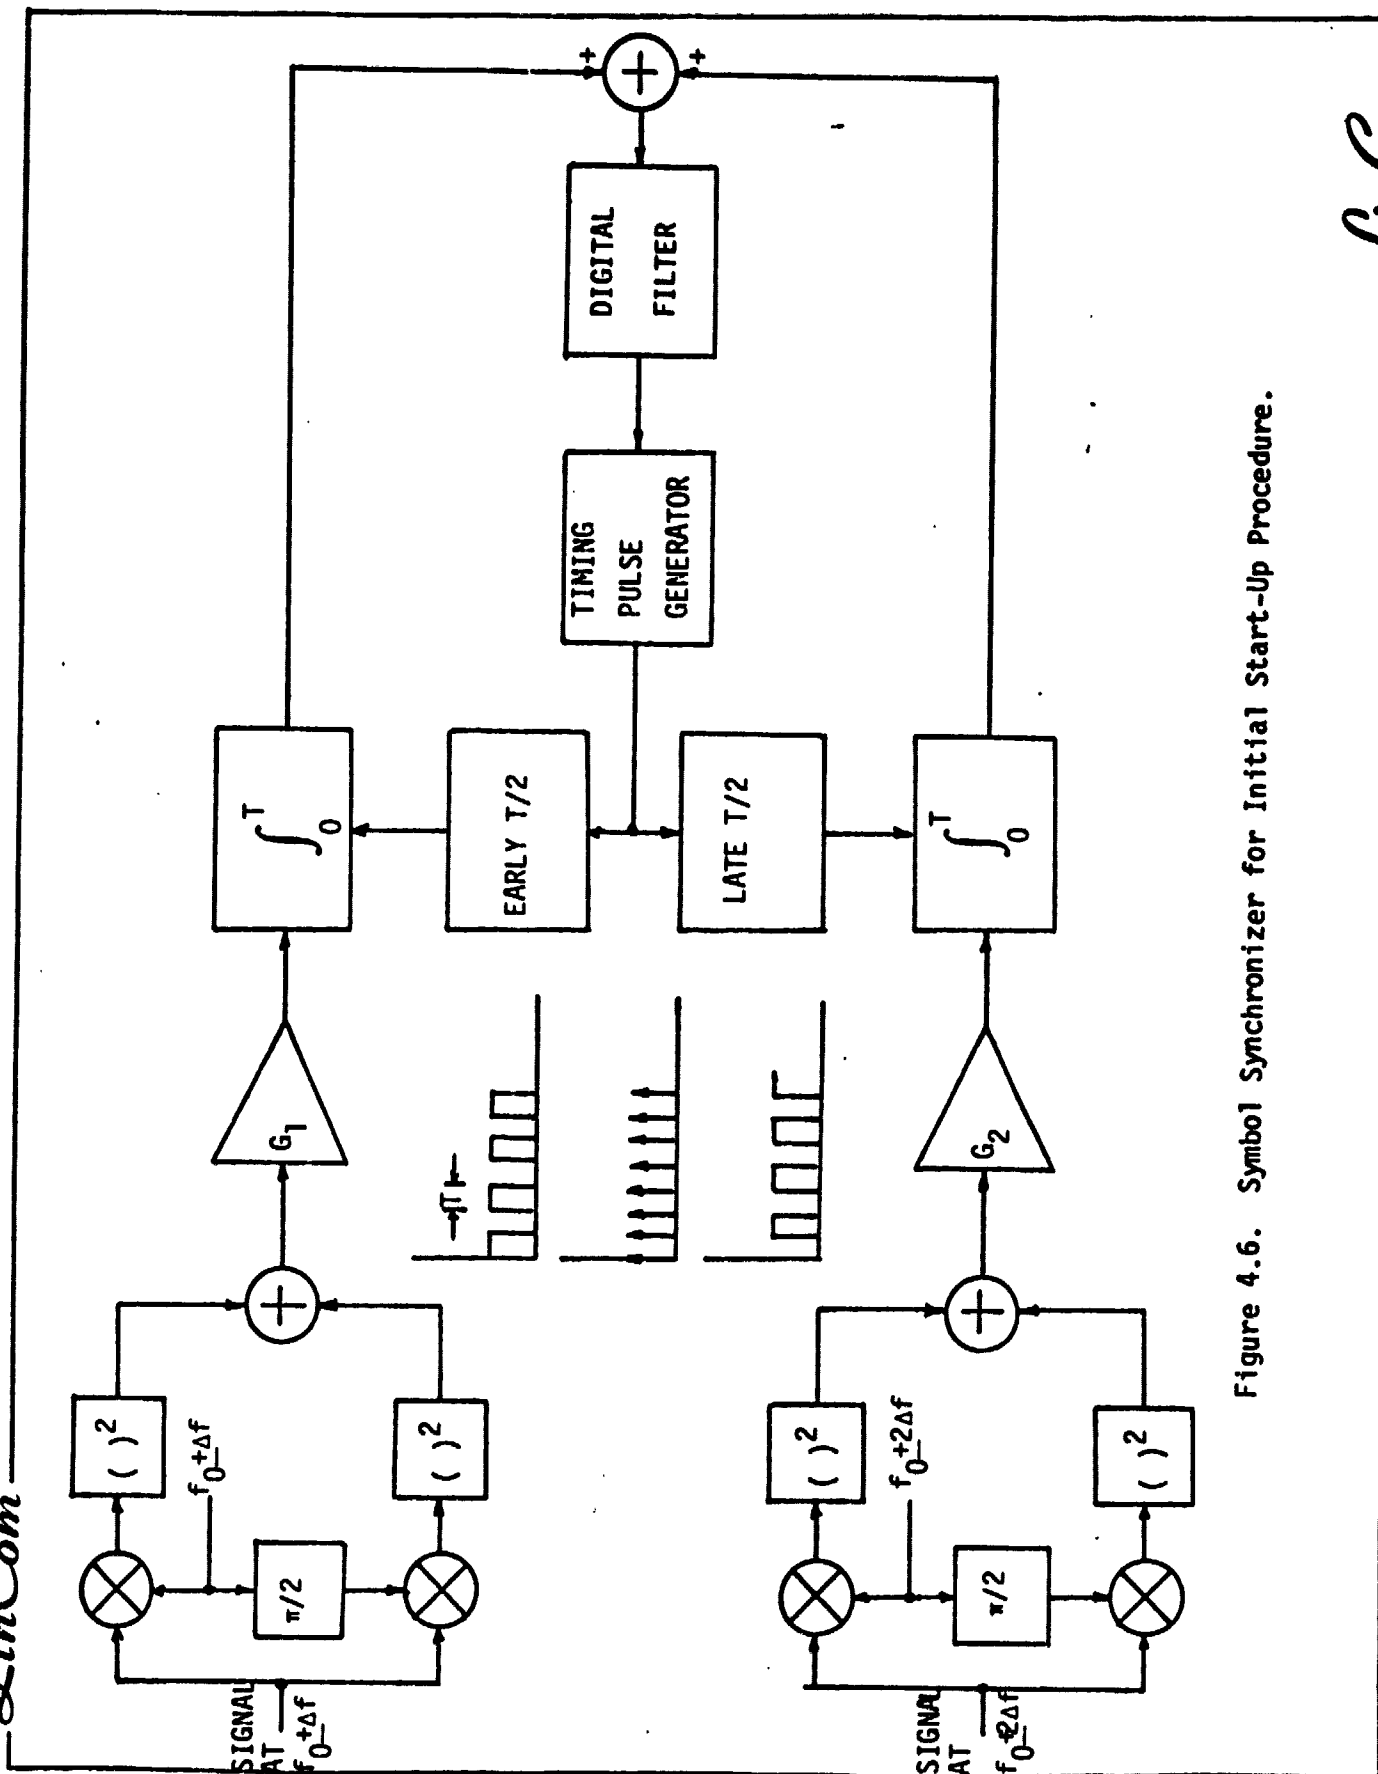 LinCom
SIGNAL
AT
f₀±Δf
f₀±Δf
π/2
( )²
( )²
+
G₁
∫₀ᵀ
→|T|←
EARLY T/2
LATE T/2
TIMING
PULSE
GENERATOR
DIGITAL
FILTER
+
+
+
SIGNAL
AT
f₀±2Δf
f₀±2Δf
π/2
( )²
( )²
+
G₂
∫₀ᵀ
Figure 4.6. Symbol Synchronizer for Initial Start-Up Procedure.